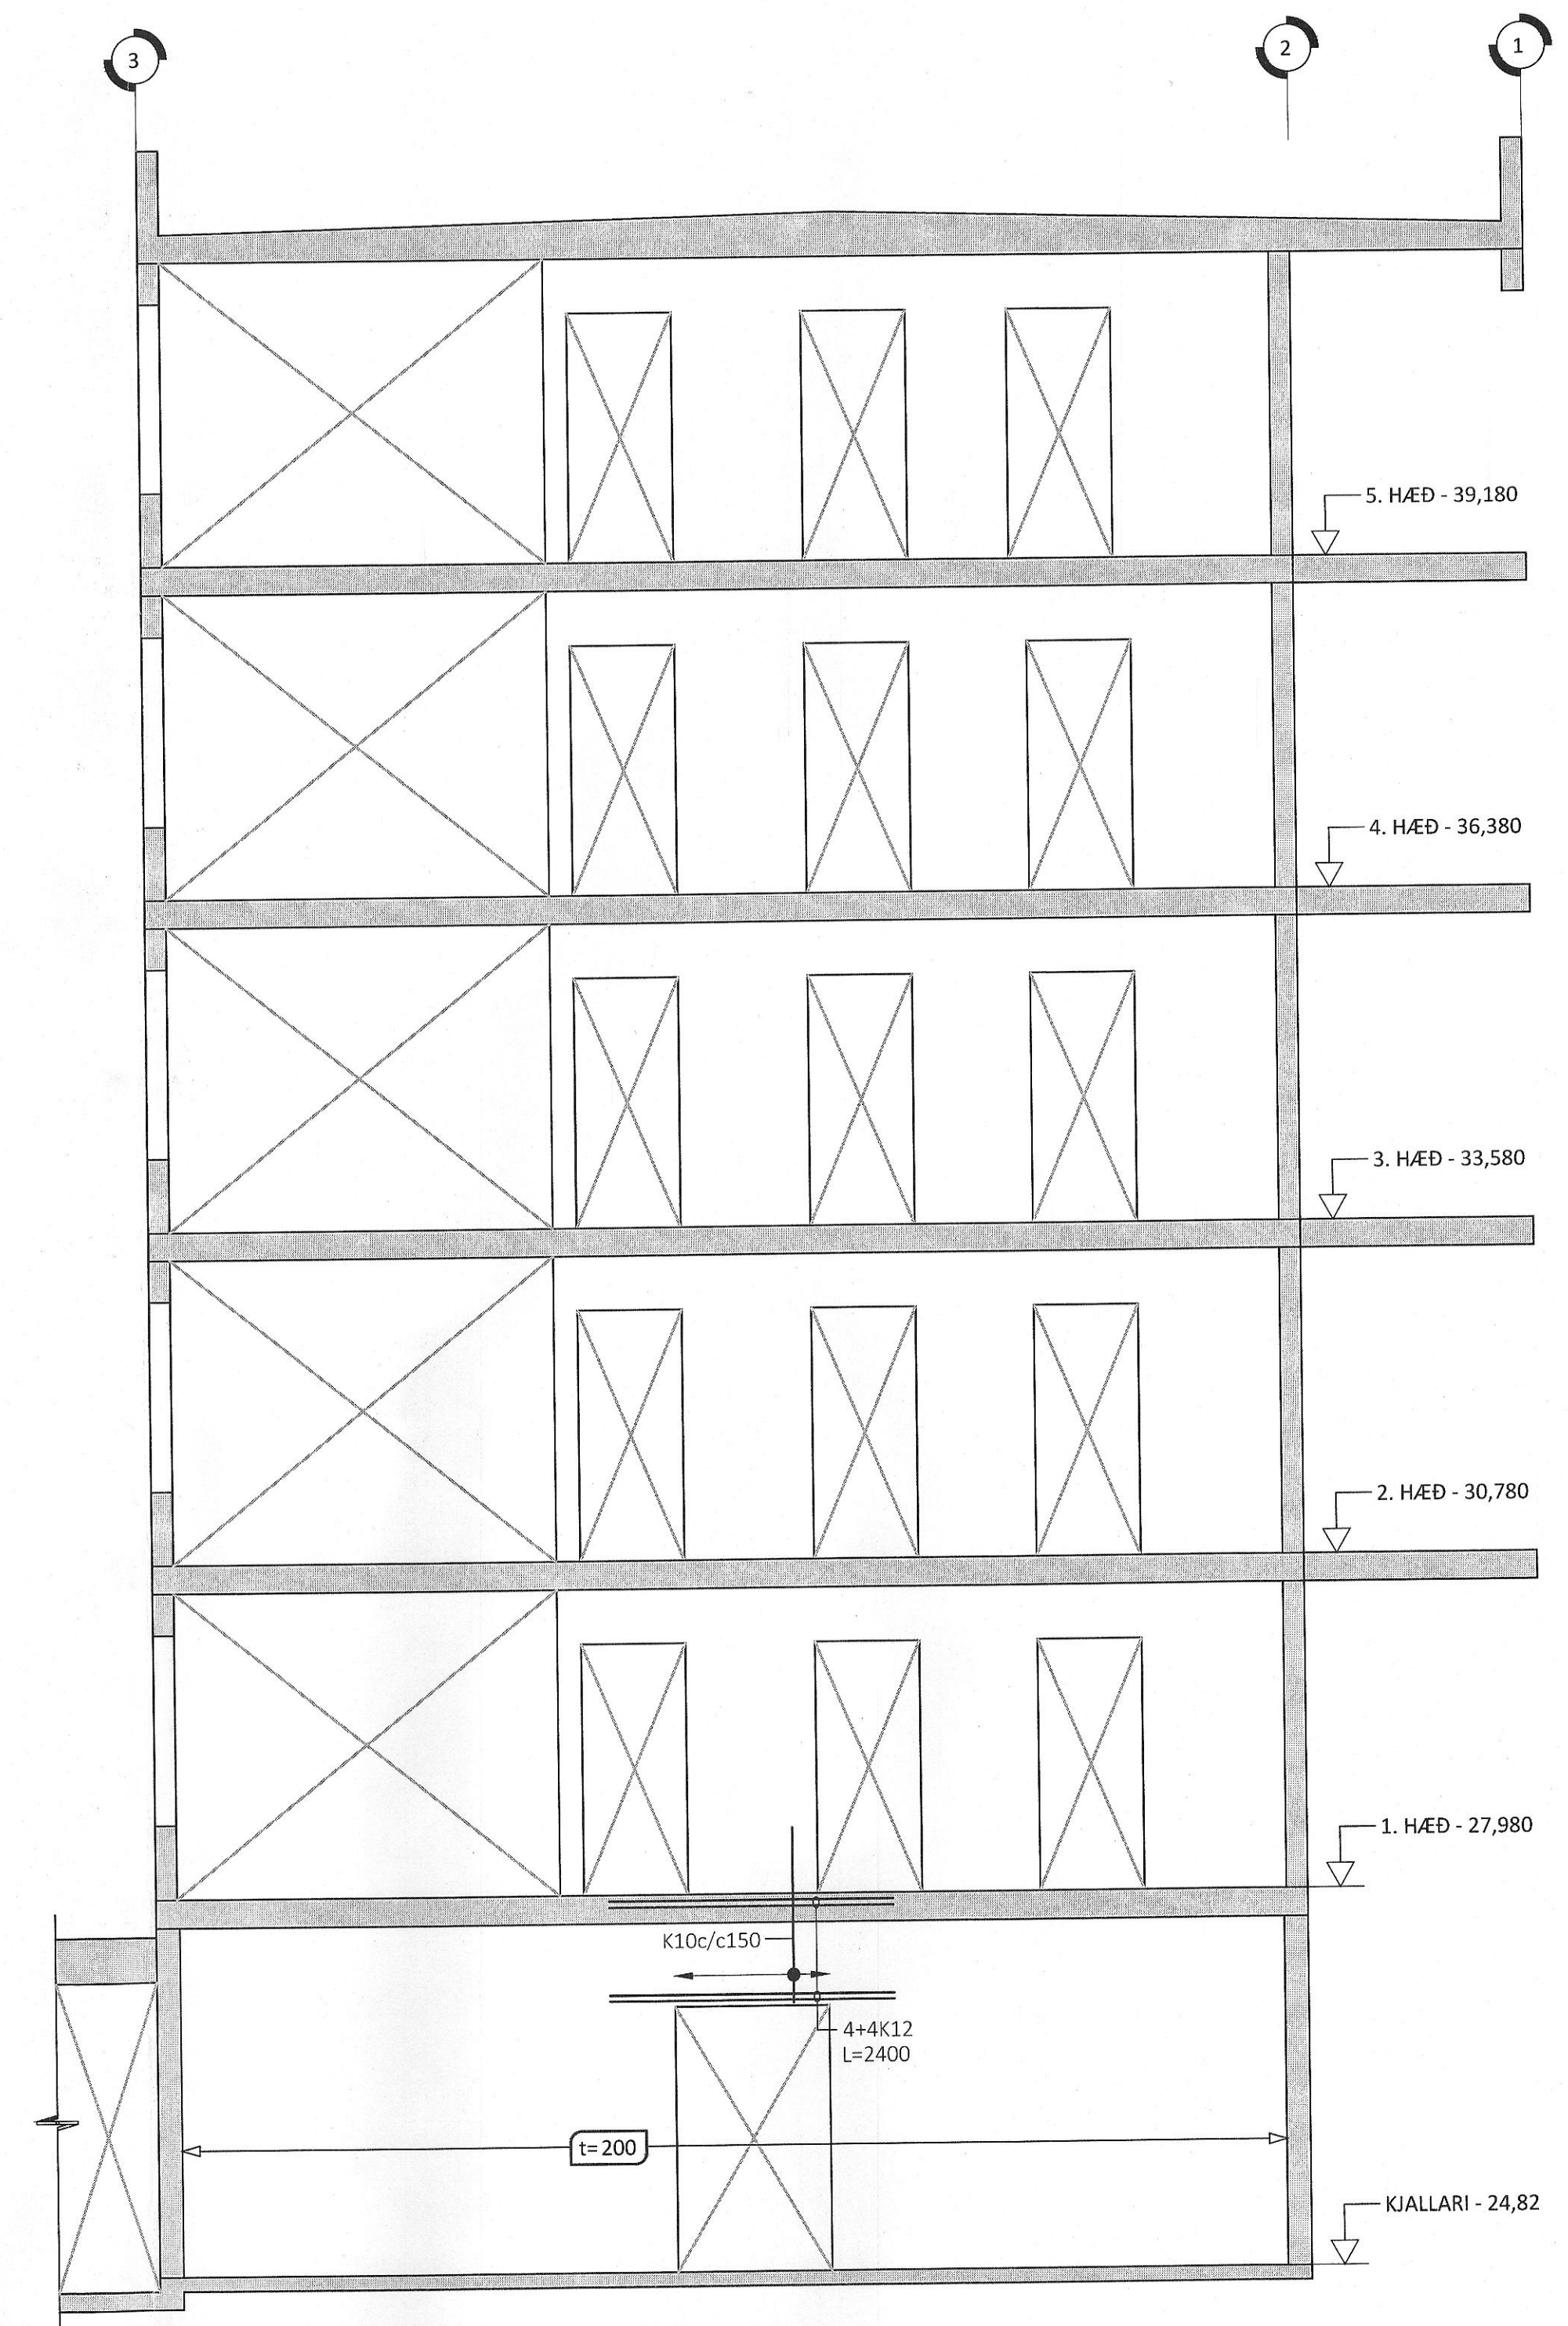 3
2
1
5. HÆÐ - 39,180
4. HÆÐ - 36,380
3. HÆÐ - 33,580
2. HÆÐ - 30,780
1. HÆÐ - 27,980
K10c/c150
4+4K12
L=2400
t=200
KJALLARI - 24,82